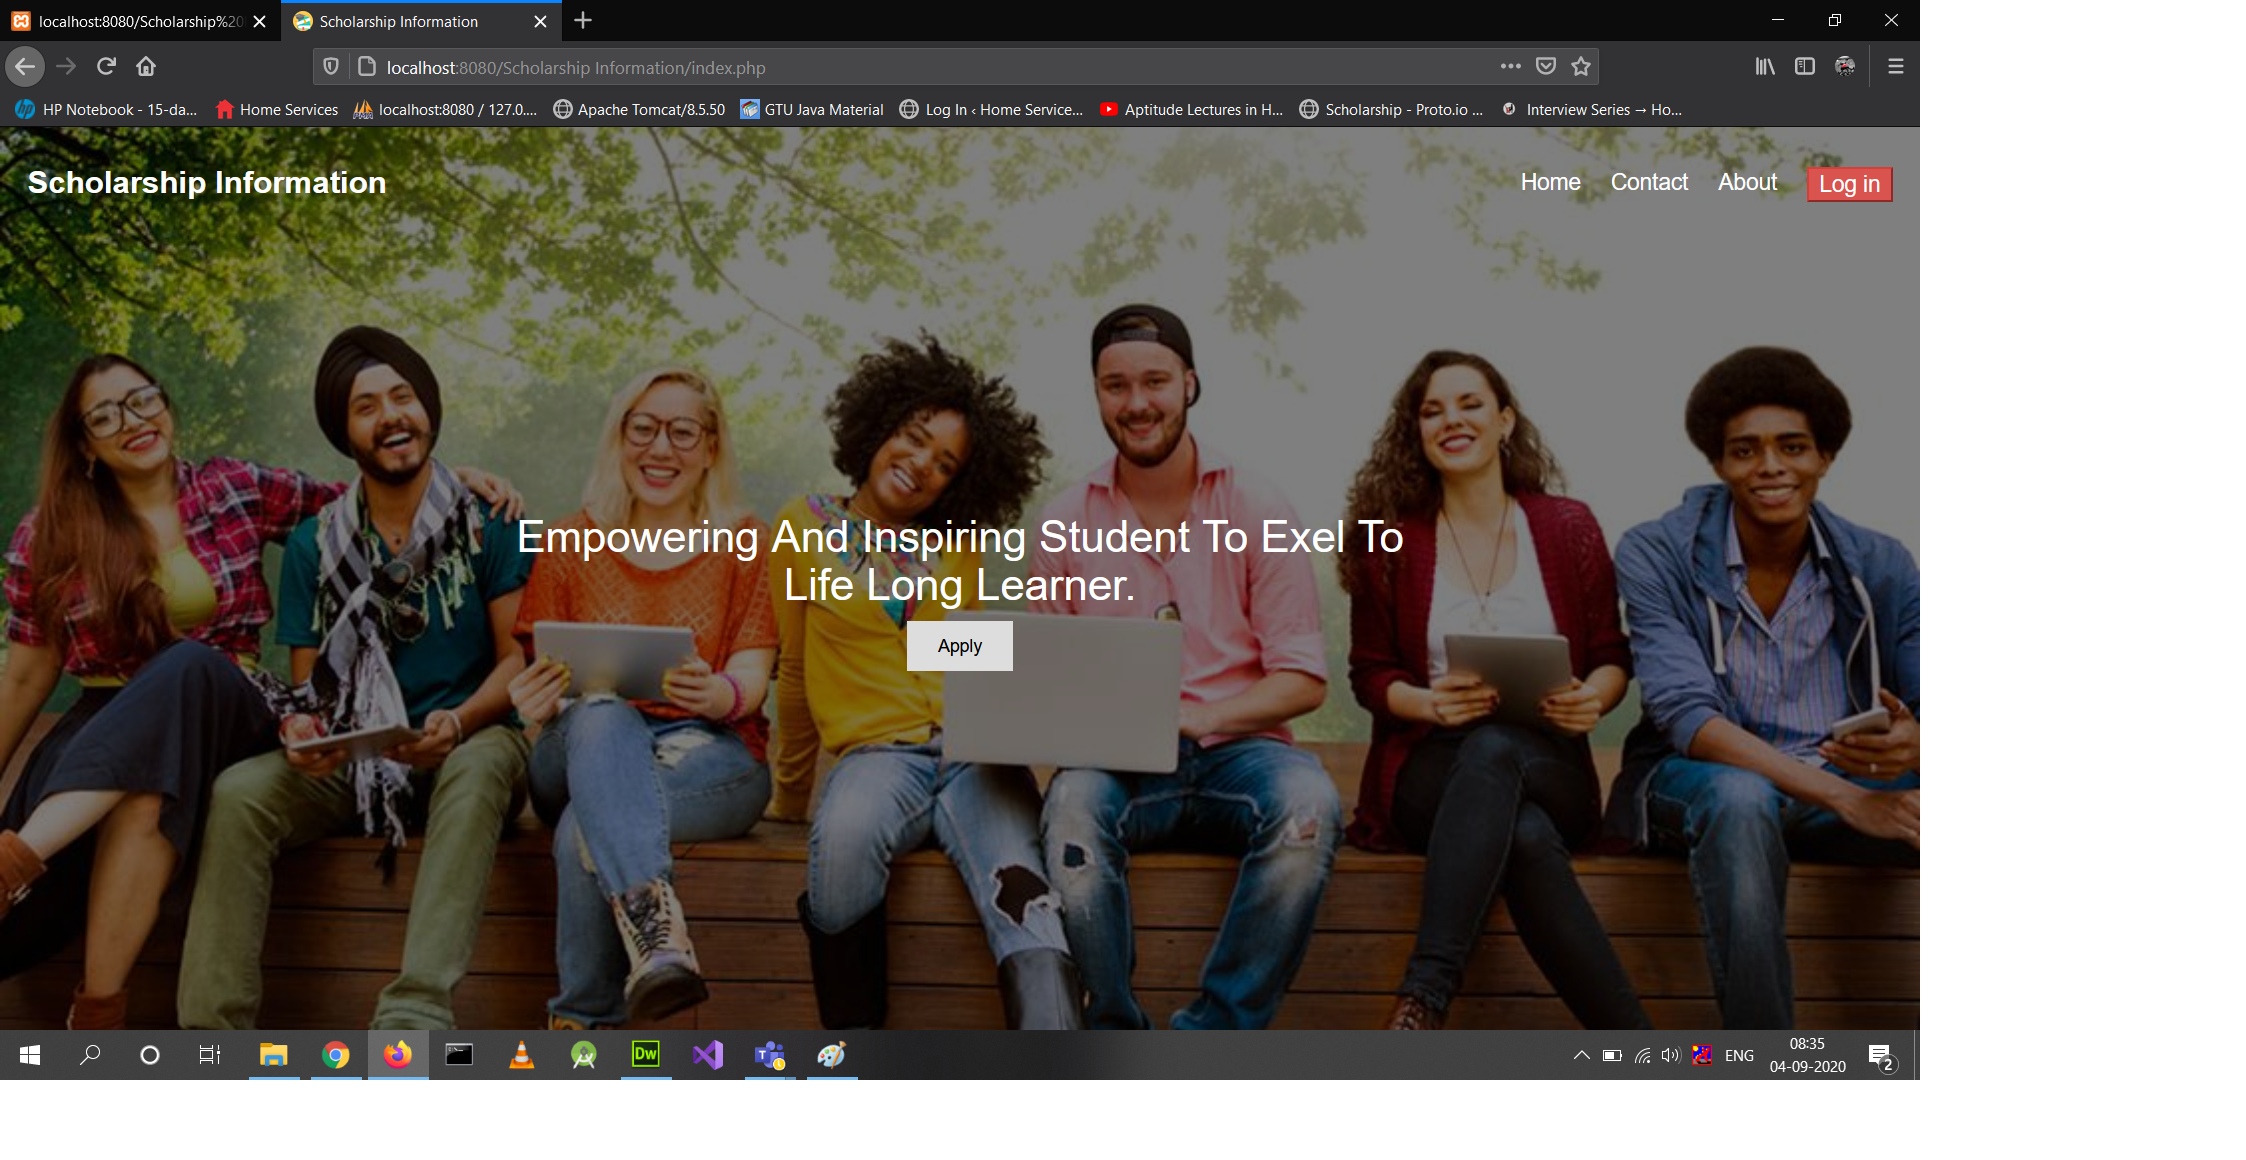 localhost:8080/Scholarship%20
Scholarship Information
localhost:8080/Scholarship Information/index.php
HP Notebook - 15-da...
Home Services
localhost:8080 / 127.0....
Apache Tomcat/8.5.50
GTU Java Material
Log In ‹ Home Service...
Aptitude Lectures in H...
Scholarship - Proto.io ...
Interview Series → Ho...
Scholarship Information
Home
Contact
About
Log in
Empowering And Inspiring Student To Exel To
Life Long Learner.
Apply
Dw
T
ENG
08:35
04-09-2020
2